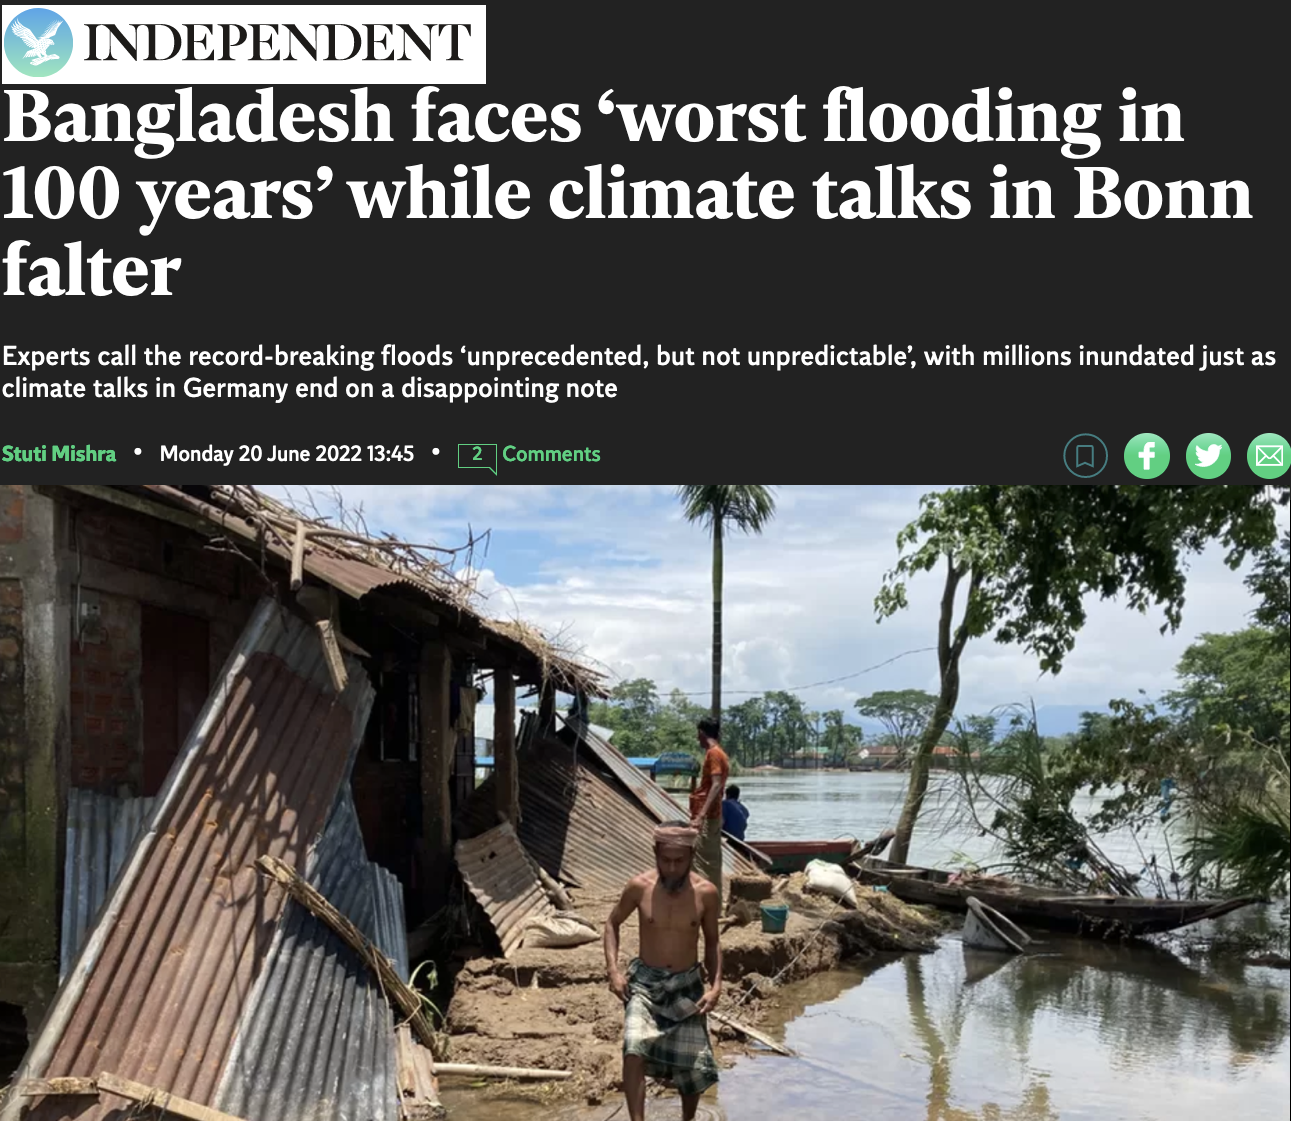 INDEPENDENT
Bangladesh faces ‘worst flooding in
100 years’ while climate talks in Bonn
falter
Experts call the record-breaking floods ‘unprecedented, but not unpredictable’, with millions inundated just as
climate talks in Germany end on a disappointing note
Stuti Mishra • Monday 20 June 2022 13:45 • 2 Comments